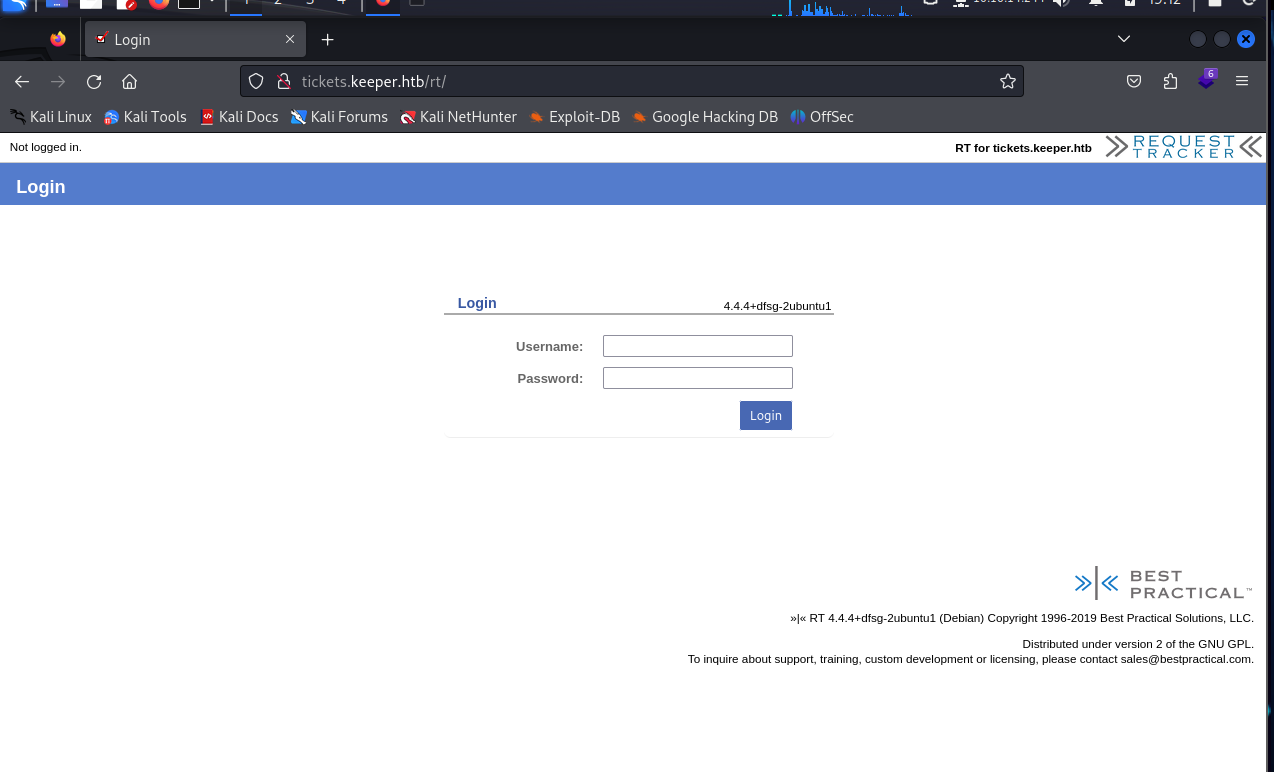 Login
tickets.keeper.htb/rt/
6
Kali Linux Kali Tools Kali Docs Kali Forums Kali NetHunter Exploit-DB Google Hacking DB OffSec
Not logged in.
RT for tickets.keeper.htb REQUEST TRACKER
Login
Login 4.4.4+dfsg-2ubuntu1
Username:
Password:
Login
BEST
PRACTICAL™
»|« RT 4.4.4+dfsg-2ubuntu1 (Debian) Copyright 1996-2019 Best Practical Solutions, LLC.
Distributed under version 2 of the GNU GPL.
To inquire about support, training, custom development or licensing, please contact sales@bestpractical.com.